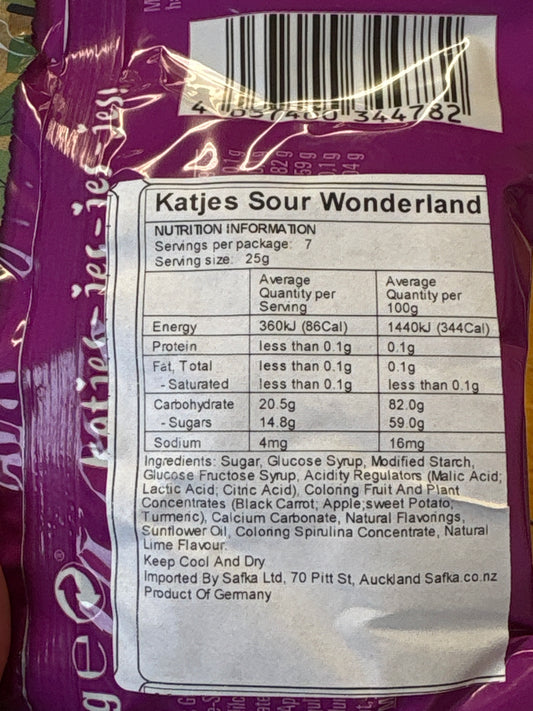 4 037400 344782
Katjes Sour Wonderland
NUTRITION INFORMATION
Servings per package: 7
Serving size: 25g
Average Quantity per Serving
Average Quantity per 100g
Energy 360kJ (86Cal) 1440kJ (344Cal)
Protein less than 0.1g 0.1g
Fat, Total less than 0.1g 0.1g
- Saturated less than 0.1g less than 0.1g
Carbohydrate 20.5g 82.0g
- Sugars 14.8g 59.0g
Sodium 4mg 16mg
Ingredients: Sugar, Glucose Syrup, Modified Starch,
Glucose Fructose Syrup, Acidity Regulators (Malic Acid;
Lactic Acid; Citric Acid), Coloring Fruit And Plant
Concentrates (Black Carrot; Apple;sweet Potato;
Turmeric), Calcium Carbonate, Natural Flavorings,
Sunflower Oil, Coloring Spirulina Concentrate, Natural
Lime Flavour.
Keep Cool And Dry
Imported By Safka Ltd, 70 Pitt St, Auckland Safka.co.nz
Product Of Germany
katjes-jes-jes-jes!